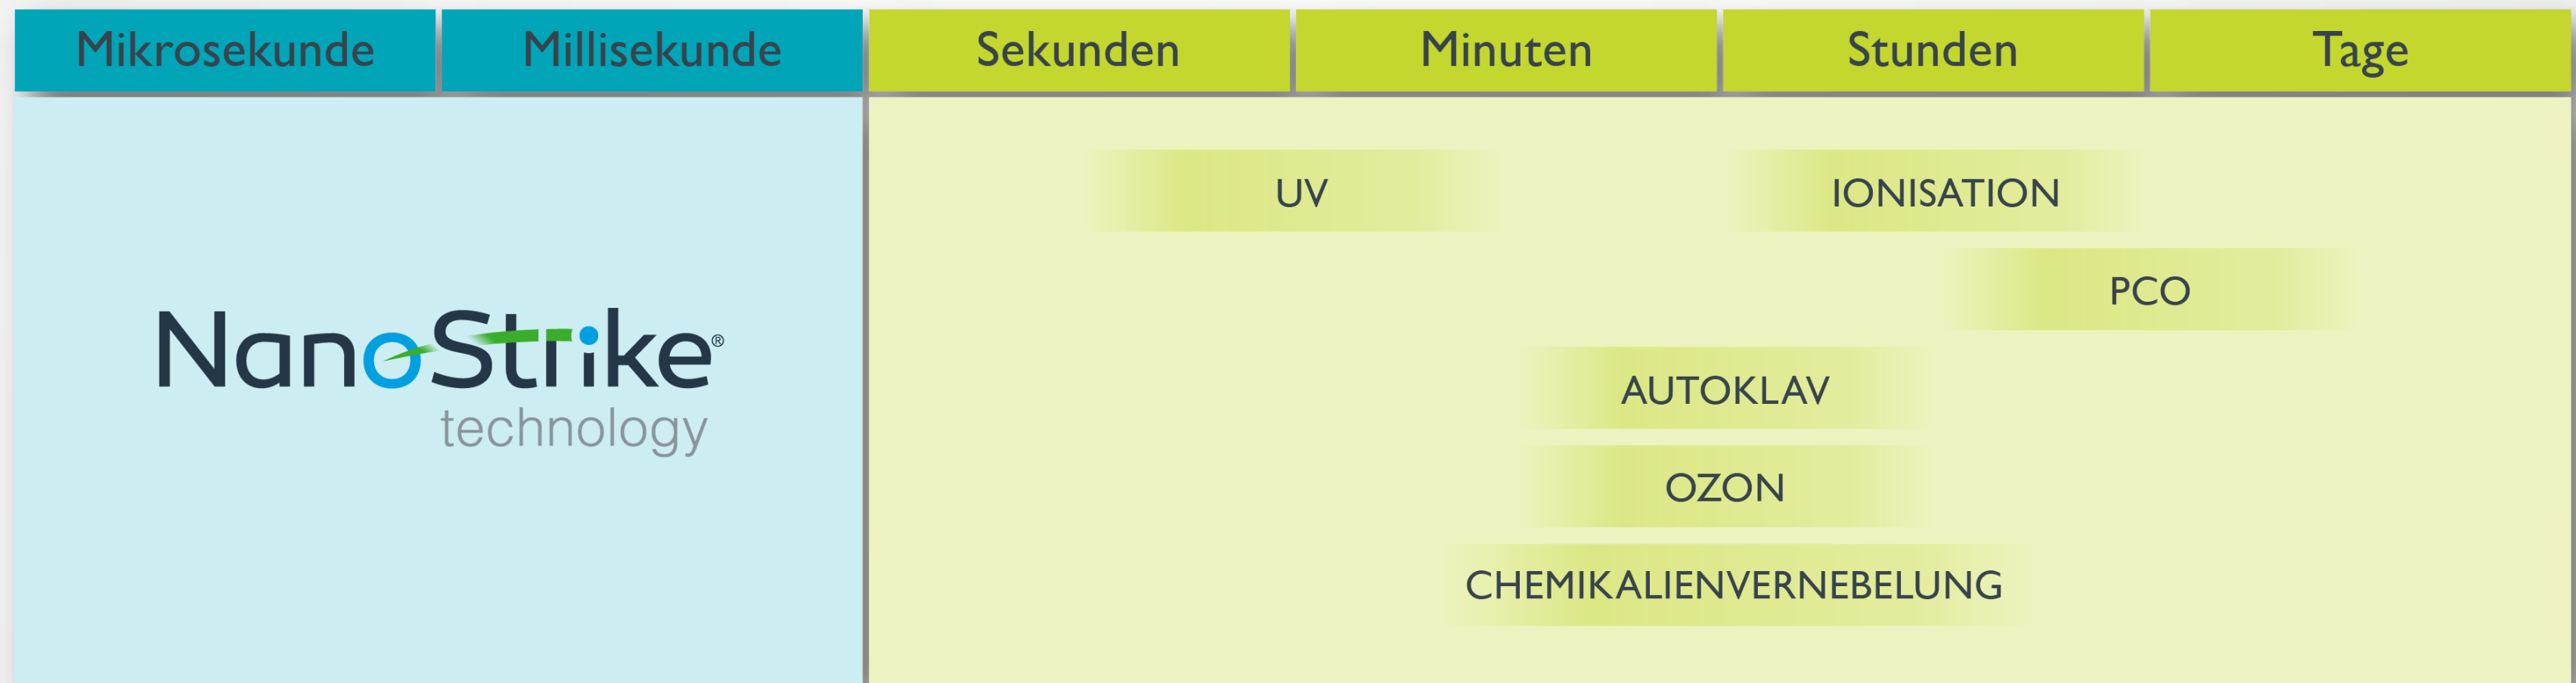 Mikrosekunde Millisekunde Sekunden Minuten Stunden Tage
UV IONISATION
PCO
NanoStrike®
technology
AUTOKLAV
OZON
CHEMIKALIENVERNEBELUNG